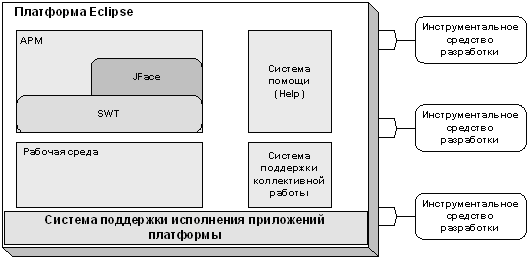 Платформа Eclipse
АРМ
JFace
SWT
Система
помощи
(Help)
Рабочая среда
Система
поддержки
коллективной
работы
Система поддержки исполнения приложений
платформы
Инструментальное
средство
разработки
Инструментальное
средство
разработки
Инструментальное
средство
разработки